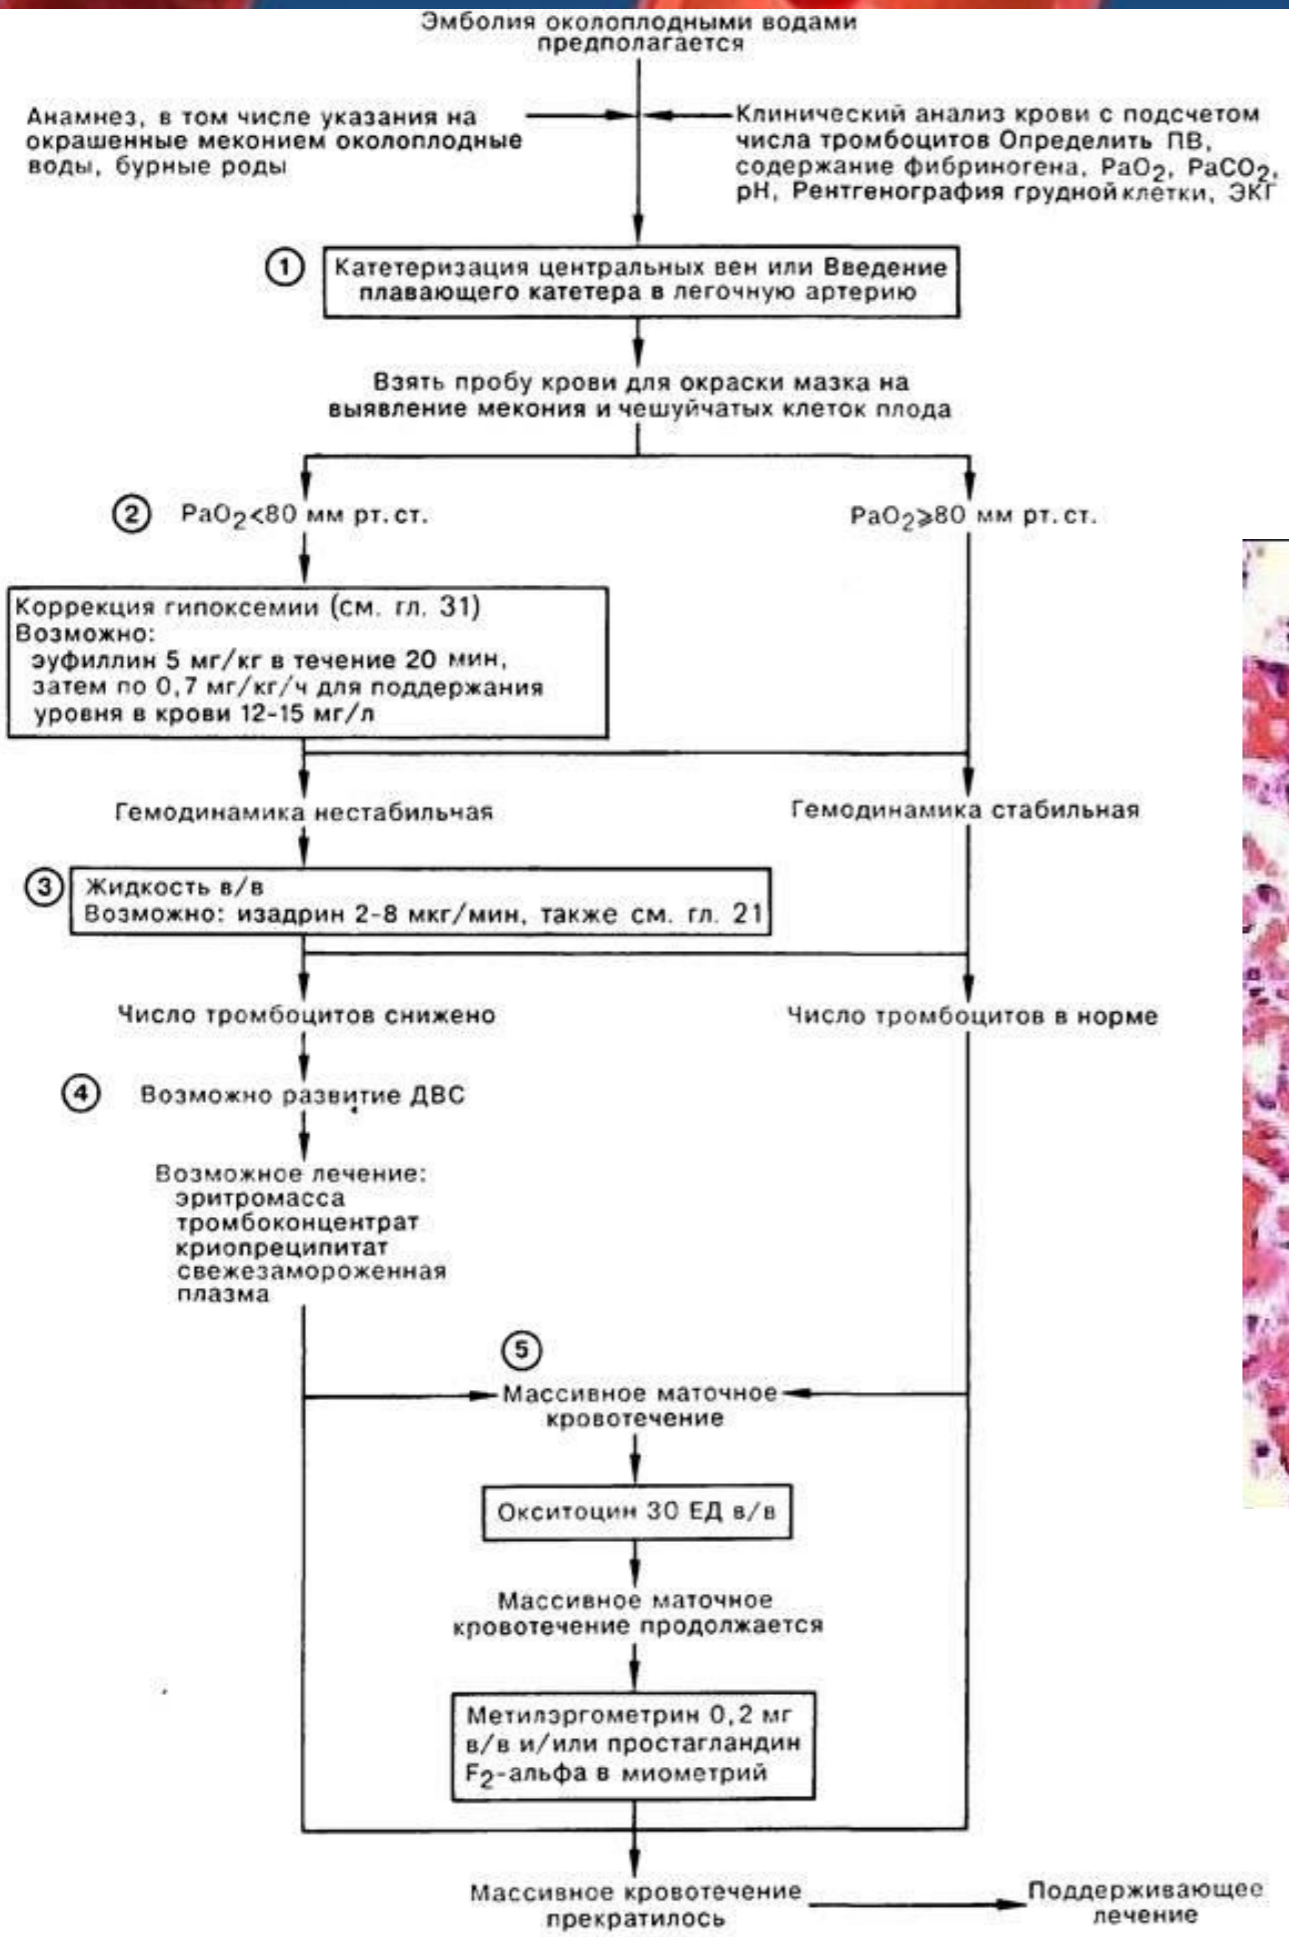 Эмболия околоплодными водами
предполагается
Анамнез, в том числе указания на
окрашенные меконием околоплодные
воды, бурные роды
Клинический анализ крови с подсчетом
числа тромбоцитов Определить ПВ,
содержание фибриногена, PaO₂, PaCO₂,
pH, Рентгенография грудной клетки, ЭКГ
1
Катетеризация центральных вен или Введение
плавающего катетера в легочную артерию
Взять пробу крови для окраски мазка на
выявление мекония и чешуйчатых клеток плода
2 PaO₂<80 мм рт.ст.
PaO₂⩾80 мм рт.ст.
Коррекция гипоксемии (см. гл. 31)
Возможно:
эуфиллин 5 мг/кг в течение 20 мин,
затем по 0,7 мг/кг/ч для поддержания
уровня в крови 12-15 мг/л
Гемодинамика нестабильная
Гемодинамика стабильная
3
Жидкость в/в
Возможно: изадрин 2-8 мкг/мин, также см. гл. 21
Число тромбоцитов снижено
Число тромбоцитов в норме
4 Возможно развитие ДВС
Возможное лечение:
эритромасса
тромбоконцентрат
криопреципитат
свежезамороженная
плазма
5
Массивное маточное
кровотечение
Окситоцин 30 ЕД в/в
Массивное маточное
кровотечение продолжается
Метилэргометрин 0,2 мг
в/в и/или простагландин
F₂-альфа в миометрий
Массивное кровотечение
прекратилось
Поддерживающее
лечение